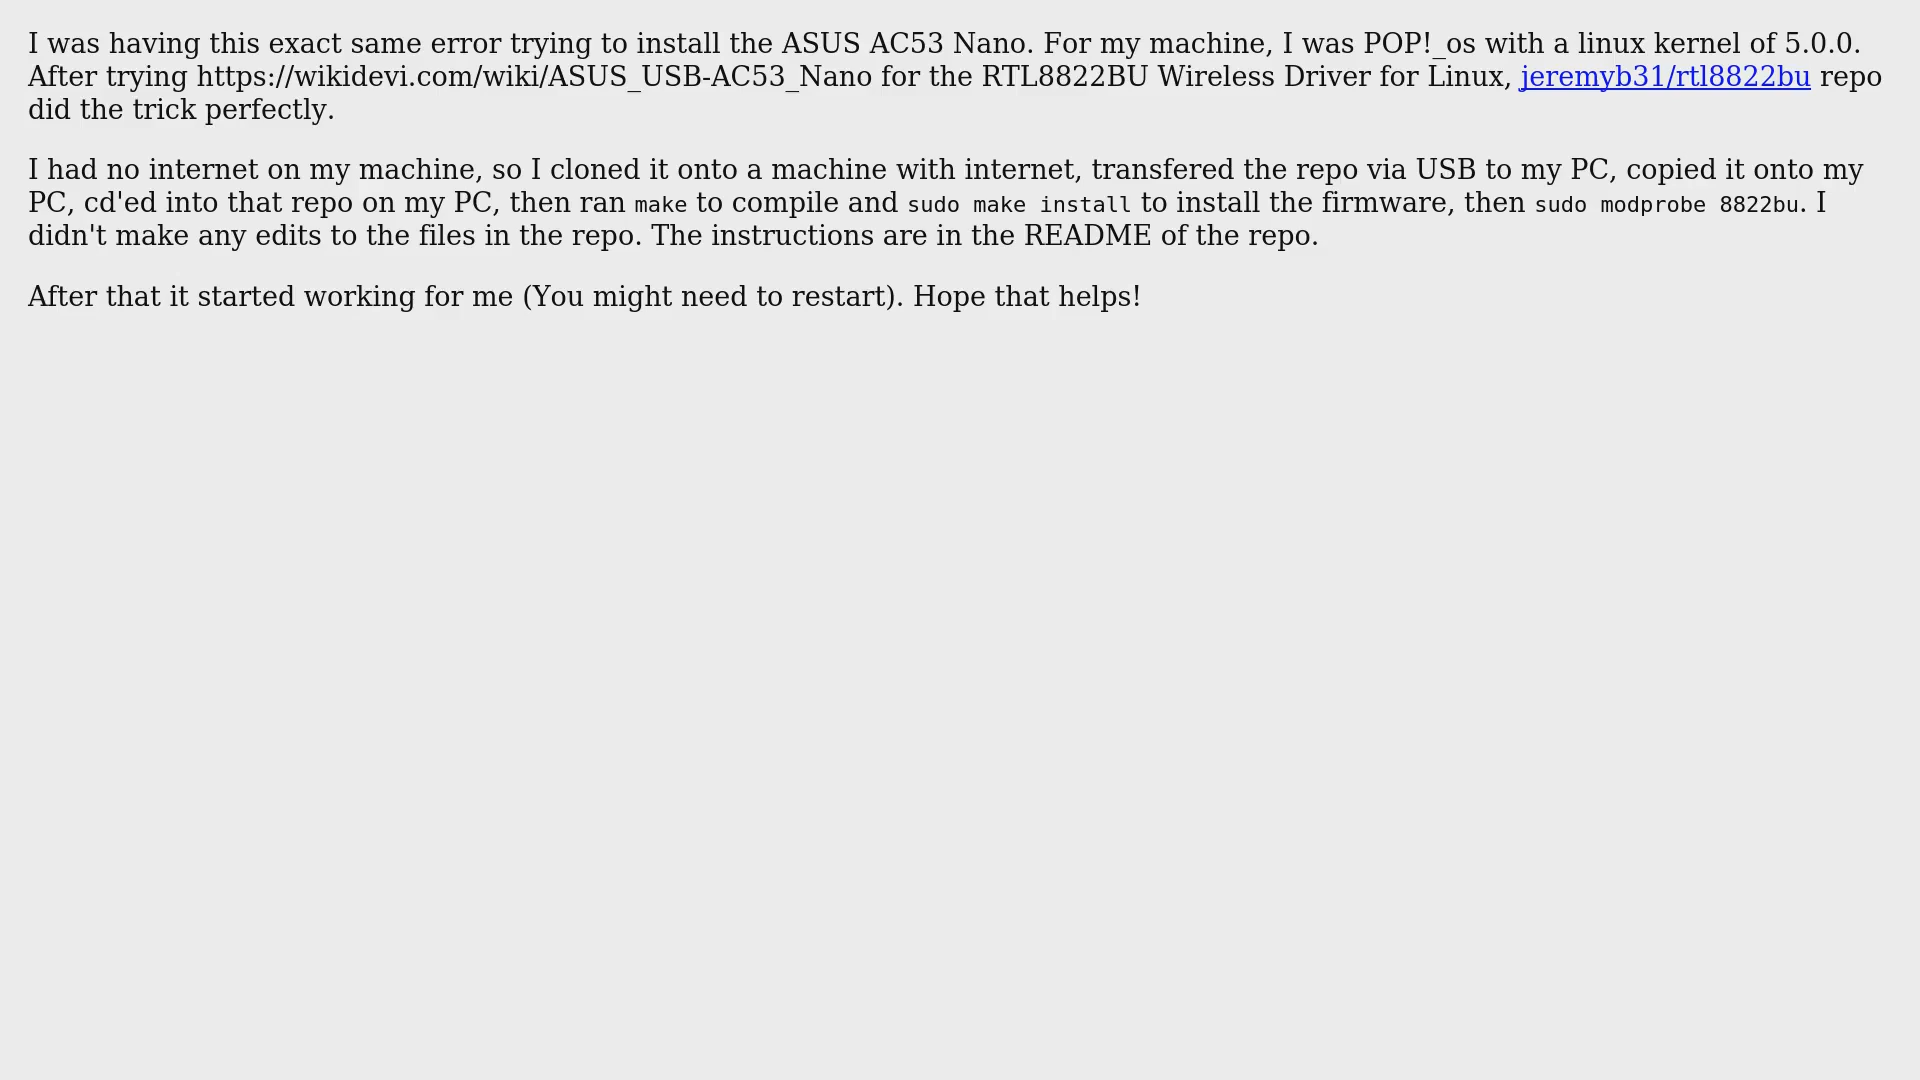 I was having this exact same error trying to install the ASUS AC53 Nano. For my machine, I was POP!_os with a linux kernel of 5.0.0.
After trying https://wikidevi.com/wiki/ASUS_USB-AC53_Nano for the RTL8822BU Wireless Driver for Linux, jeremyb31/rtl8822bu repo
did the trick perfectly.
I had no internet on my machine, so I cloned it onto a machine with internet, transfered the repo via USB to my PC, copied it onto my
PC, cd'ed into that repo on my PC, then ran make to compile and sudo make install to install the firmware, then sudo modprobe 8822bu. I
didn't make any edits to the files in the repo. The instructions are in the README of the repo.
After that it started working for me (You might need to restart). Hope that helps!